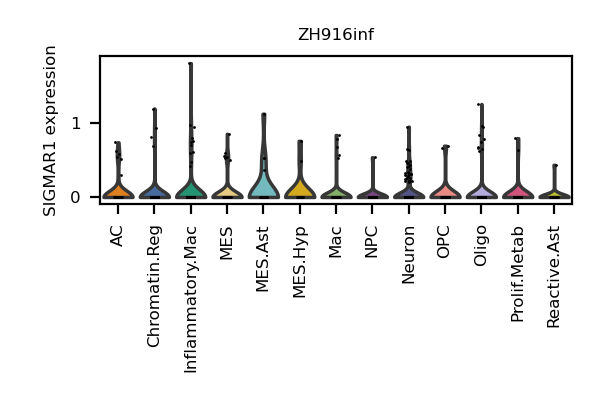 ZH916inf
SIGMAR1 expression
1
0
AC
Chromatin.Reg
Inflammatory.Mac
MES
MES.Ast
MES.Hyp
Mac
NPC
Neuron
OPC
Oligo
Prolif.Metab
Reactive.Ast